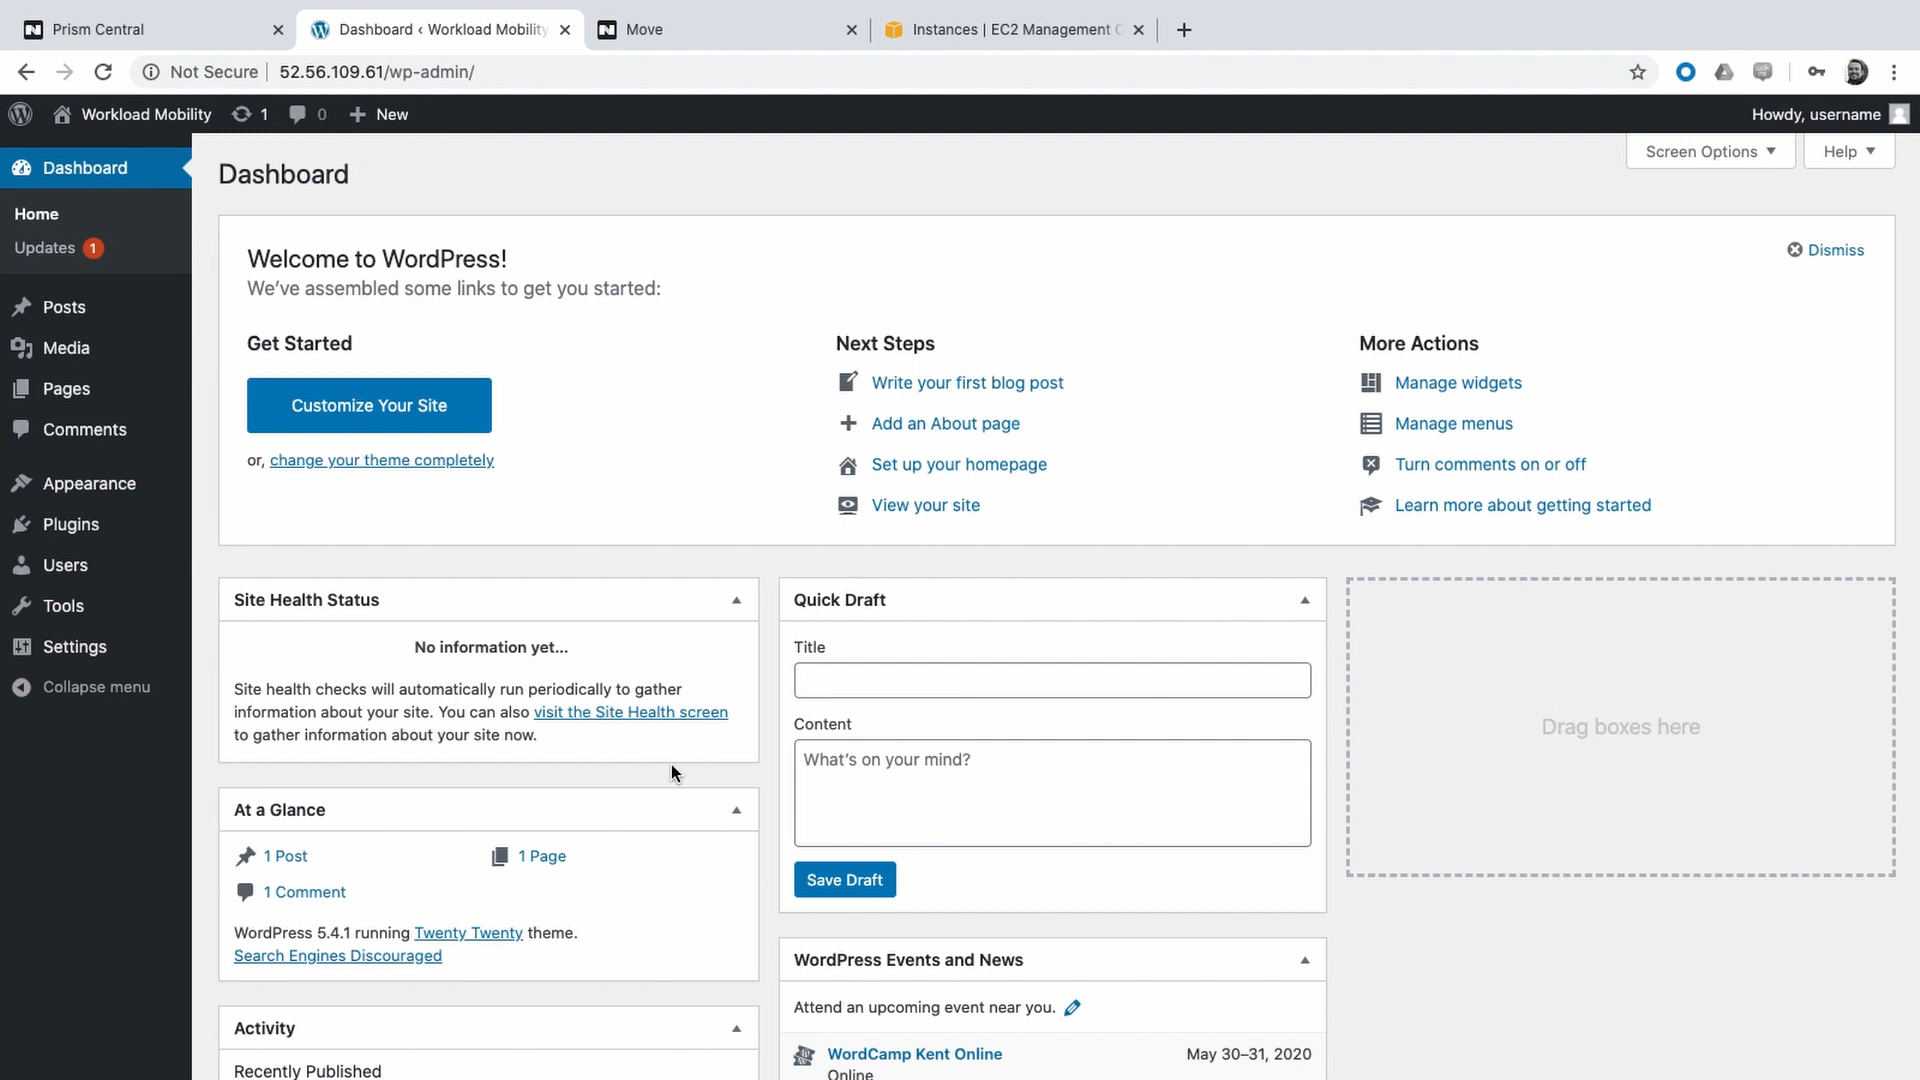 Prism Central
Dashboard ‹ Workload Mobility
Move
Instances | EC2 Management C
Not Secure
52.56.109.61/wp-admin/
Workload Mobility
1
0
New
Howdy, username
Dashboard
Home
Updates 1
Posts
Media
Pages
Comments
Appearance
Plugins
Users
Tools
Settings
Collapse menu
Screen Options
Help
Dashboard
Welcome to WordPress!
We’ve assembled some links to get you started:
Dismiss
Get Started
Customize Your Site
or, change your theme completely
Next Steps
Write your first blog post
Add an About page
Set up your homepage
View your site
More Actions
Manage widgets
Manage menus
Turn comments on or off
Learn more about getting started
Site Health Status
No information yet...
Site health checks will automatically run periodically to gather
information about your site. You can also visit the Site Health screen
to gather information about your site now.
At a Glance
1 Post
1 Page
1 Comment
WordPress 5.4.1 running Twenty Twenty theme.
Search Engines Discouraged
Activity
Recently Published
Quick Draft
Title
Content
What’s on your mind?
Save Draft
WordPress Events and News
Attend an upcoming event near you.
WordCamp Kent Online
May 30–31, 2020
Online
Drag boxes here